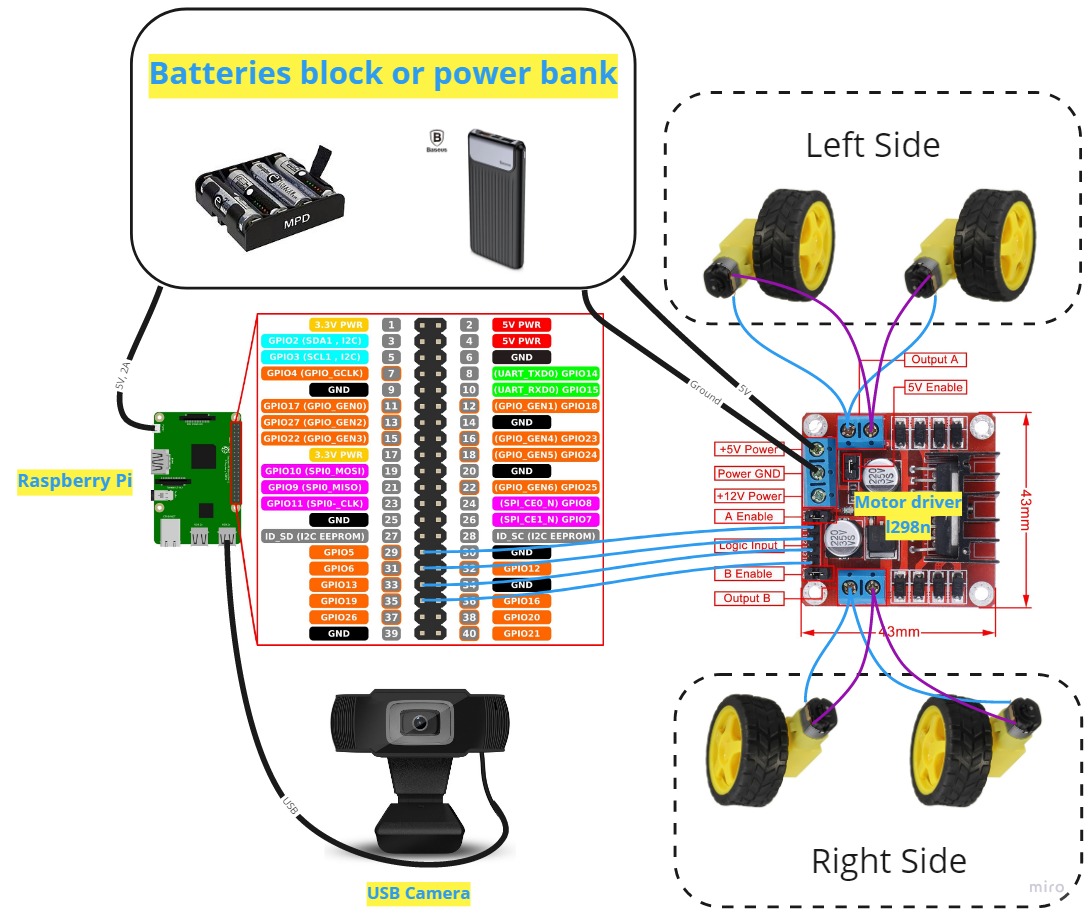 Batteries block or power bank
B
Baseus
MPD
Left Side
5V, 2A
Ground
5V
3.3V PWR 1 2 5V PWR
GPIO2 (SDA1 , I2C) 3 4 5V PWR
GPIO3 (SCL1 , I2C) 5 6 GND
GPIO4 (GPIO_GCLK) 7 8 (UART_TXD0) GPIO14
GND 9 10 (UART_RXD0) GPIO15
GPIO17 (GPIO_GEN0) 11 12 (GPIO_GEN1) GPIO18
GPIO27 (GPIO_GEN2) 13 14 GND
GPIO22 (GPIO_GEN3) 15 16 (GPIO_GEN4) GPIO23
3.3V PWR 17 18 (GPIO_GEN5) GPIO24
GPIO10 (SPI0_MOSI) 19 20 GND
GPIO9 (SPI0_MISO) 21 22 (GPIO_GEN6) GPIO25
GPIO11 (SPI0-_CLK) 23 24 (SPI_CE0_N) GPIO8
GND 25 26 (SPI_CE1_N) GPIO7
ID_SD (I2C EEPROM) 27 28 ID_SC (I2C EEPROM)
GPIO5 29 30 GND
GPIO6 31 32 GPIO12
GPIO13 33 34 GND
GPIO19 35 36 GPIO16
GPIO26 37 38 GPIO20
GND 39 40 GPIO21
Raspberry Pi
Output A
5V Enable
+5V Power
Power GND
+12V Power
A Enable
Logic Input
B Enable
Output B
220
35V
Motor driver
l298n
220
35V
43mm
43mm
USB
USB Camera
Right Side
miro